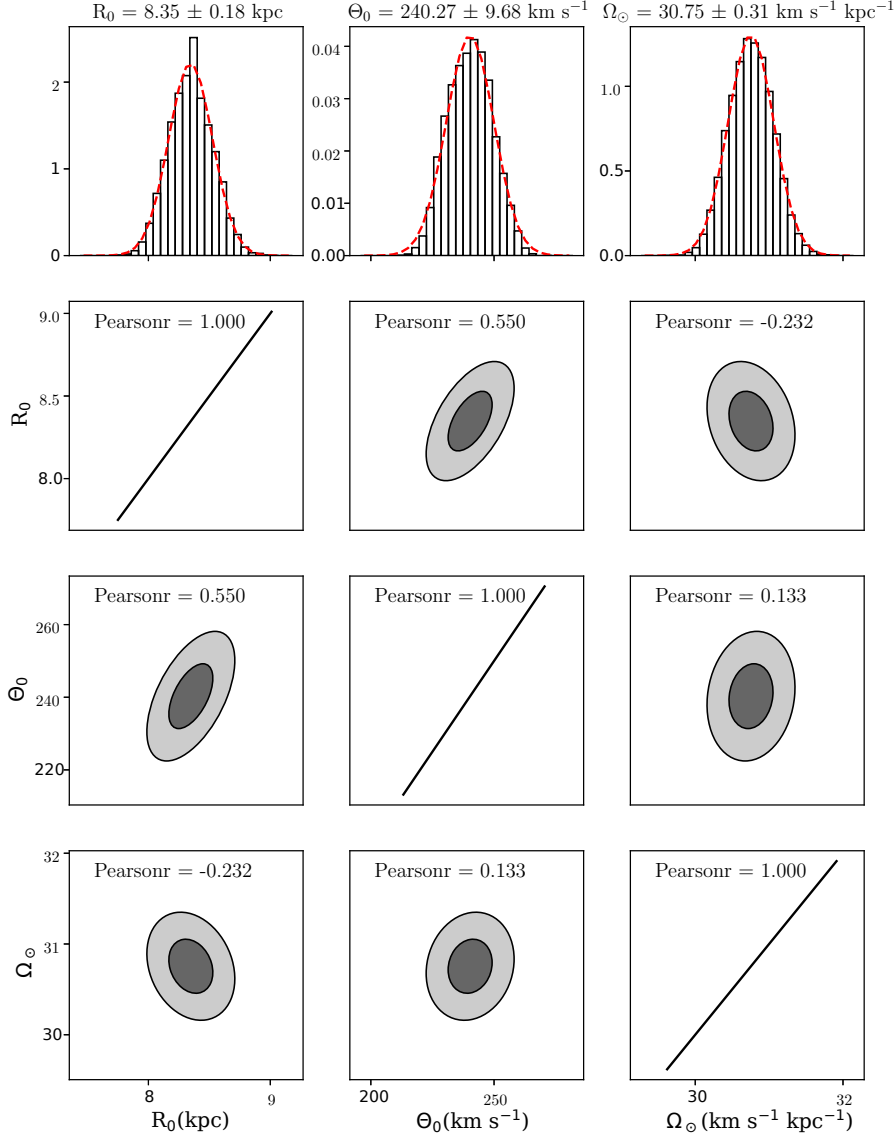 R₀ = 8.35 ± 0.18 kpc
Θ₀ = 240.27 ± 9.68 km s⁻¹
Ω⊙ = 30.75 ± 0.31 km s⁻¹ kpc⁻¹
2
1
0
0.04
0.03
0.02
0.01
0.00
1.0
0.5
0.0
Pearsonr = 1.000
Pearsonr = 0.550
Pearsonr = -0.232
9.0
8.5
8.0
R₀
Pearsonr = 0.550
Pearsonr = 1.000
Pearsonr = 0.133
260
240
220
Θ₀
Pearsonr = -0.232
Pearsonr = 0.133
Pearsonr = 1.000
32
31
30
Ω⊙
8 9
200 250
30 32
R₀(kpc)
Θ₀(km s⁻¹)
Ω⊙(km s⁻¹ kpc⁻¹)